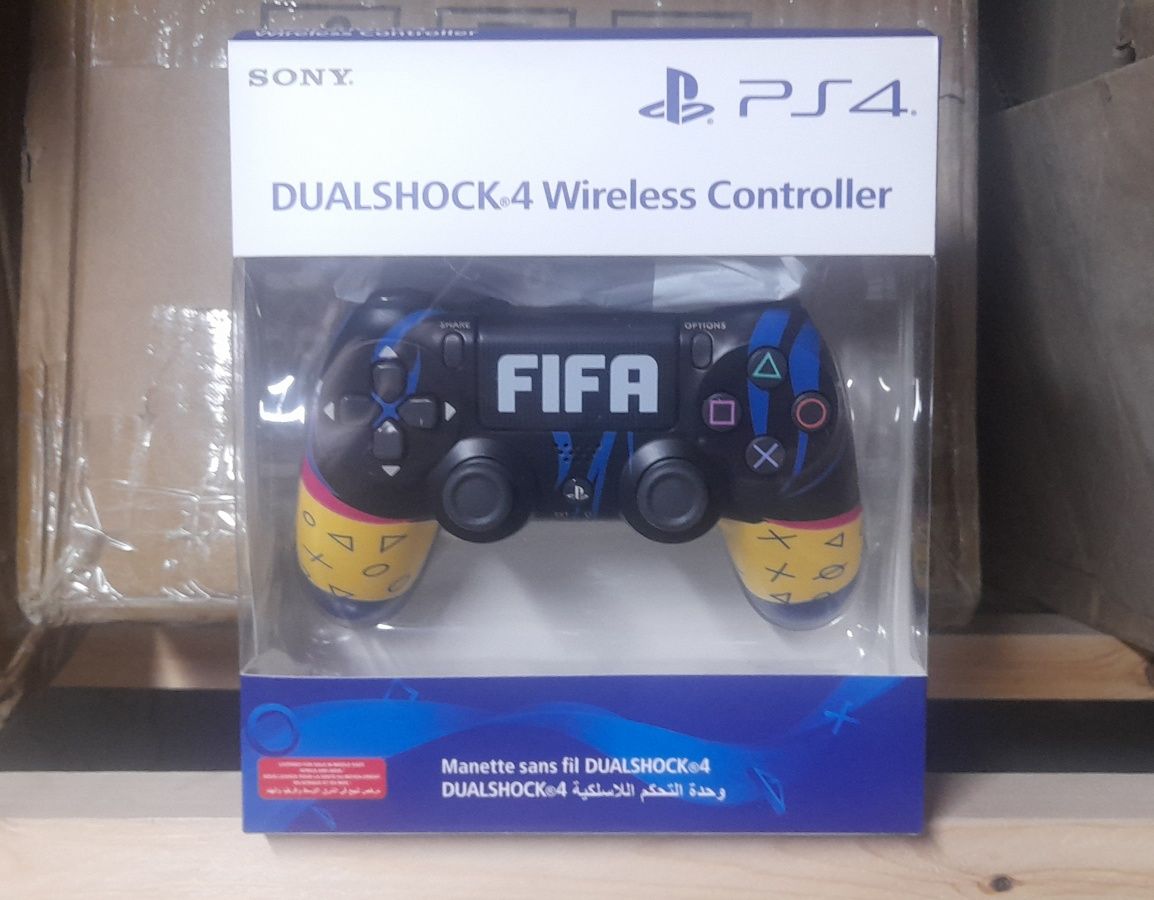 Wireless Controller
SONY
PS4
DUALSHOCK®4 Wireless Controller
SHARE
OPTIONS
FIFA
Manette sans fil DUALSHOCK®4
وحدة التحكم اللاسلكية DUALSHOCK®4